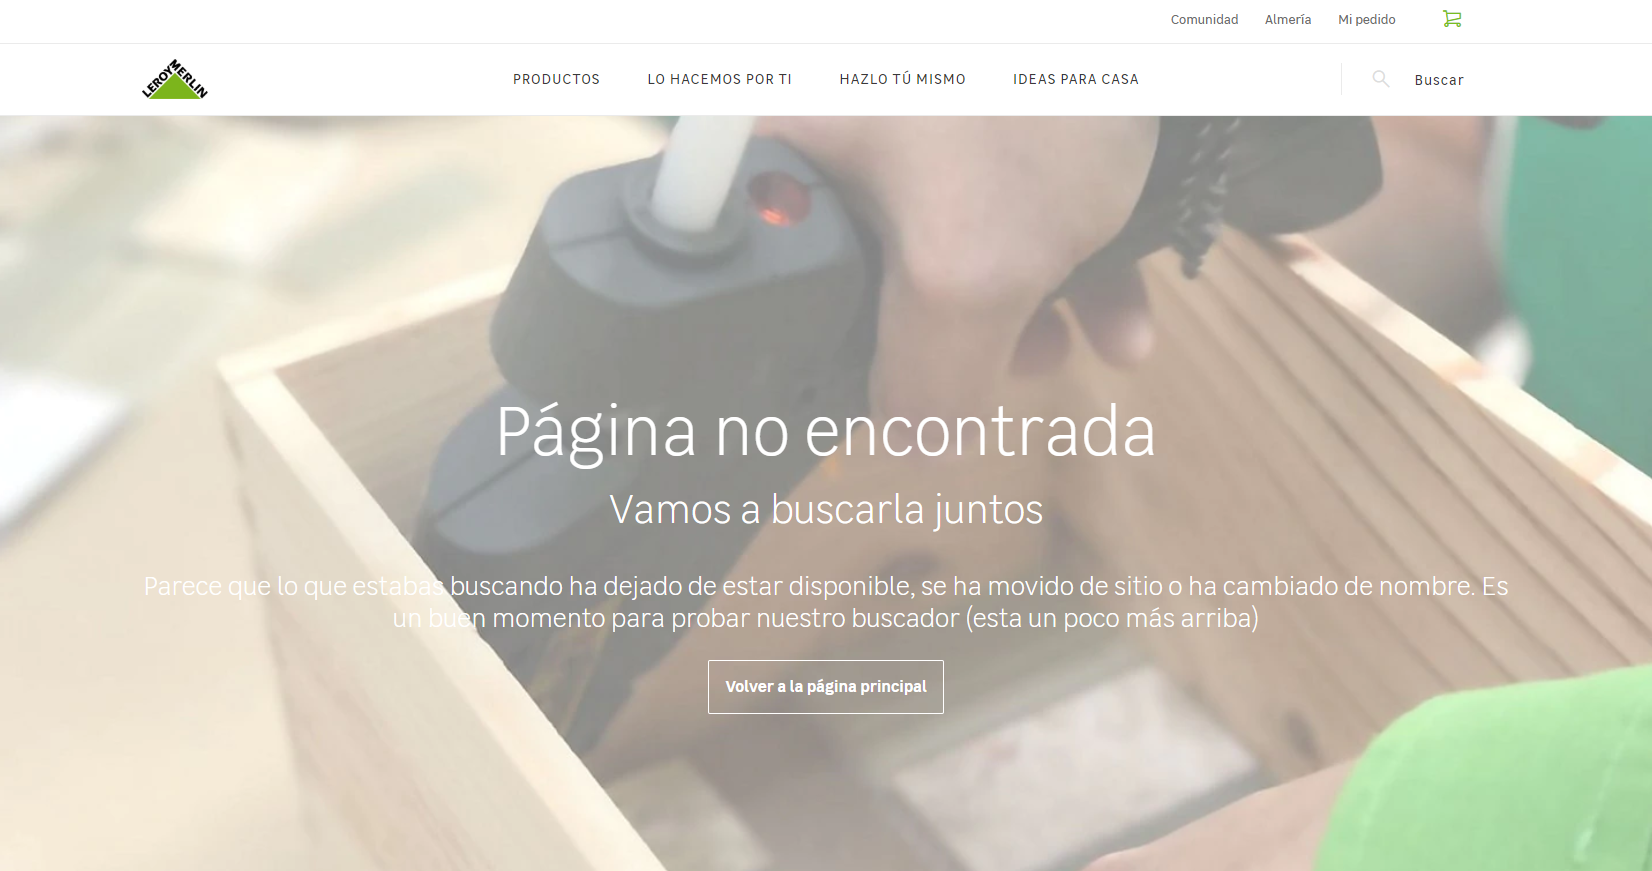 Comunidad Almería Mi pedido
LEROY MERLIN
PRODUCTOS LO HACEMOS POR TI HAZLO TÚ MISMO IDEAS PARA CASA Buscar
Página no encontrada
Vamos a buscarla juntos
Parece que lo que estabas buscando ha dejado de estar disponible, se ha movido de sitio o ha cambiado de nombre. Es
un buen momento para probar nuestro buscador (esta un poco más arriba)
Volver a la página principal